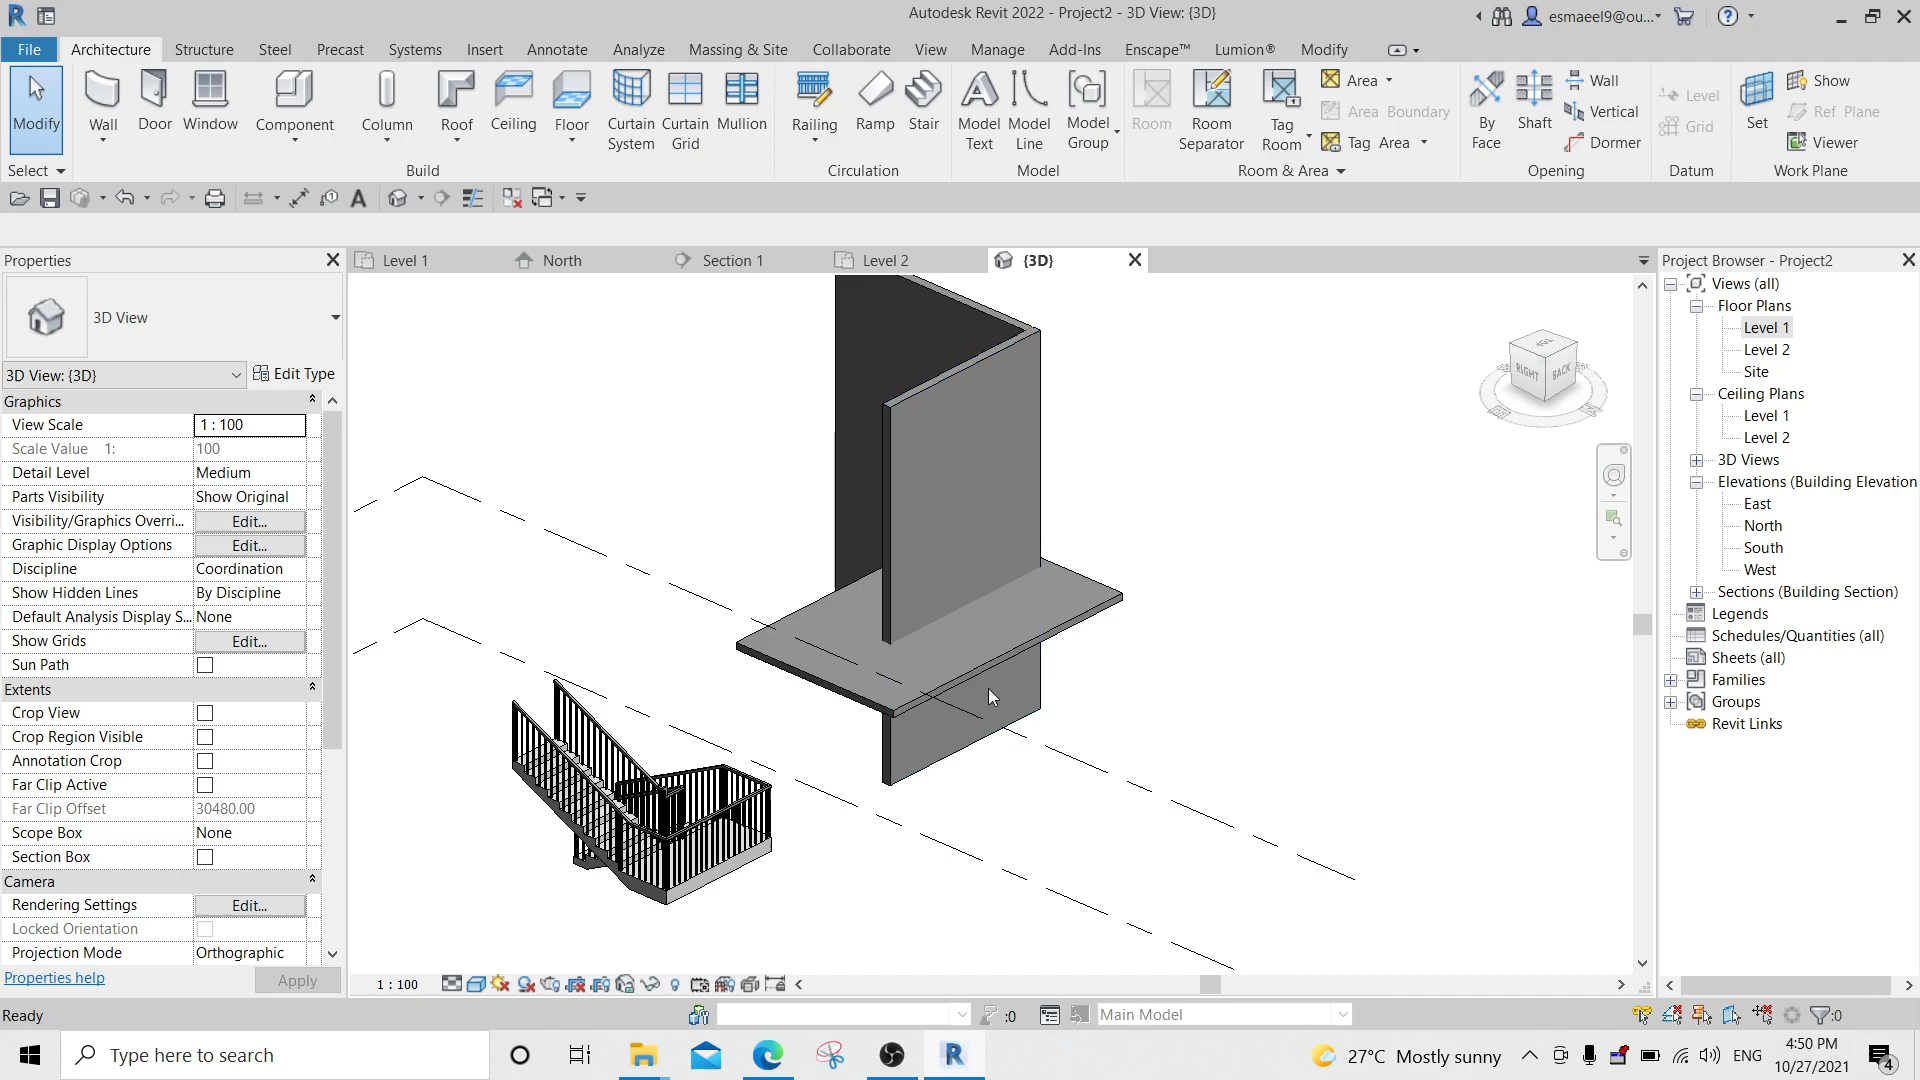 Autodesk Revit 2022 - Project2 - 3D View: {3D}
esmaeel9@ou...
File Architecture Structure Steel Precast Systems Insert Annotate Analyze Massing & Site Collaborate View Manage Add-Ins Enscape™ Lumion® Modify
Modify Wall Door Window Component Column Roof Ceiling Floor Curtain System Curtain Grid Mullion Railing Ramp Stair Model Text Model Line Model Group Room Room Separator Tag Room
Area
Area Boundary
Tag Area
By Face Shaft
Wall
Vertical
Dormer
Level
Grid
Set
Show
Ref Plane
Viewer
Select Build Circulation Model Room & Area Opening Datum Work Plane
Properties
Level 1 North Section 1 Level 2 {3D}
Project Browser - Project2
3D View
3D View: {3D} Edit Type
Graphics
View Scale 1 : 100
Scale Value 1: 100
Detail Level Medium
Parts Visibility Show Original
Visibility/Graphics Overri... Edit...
Graphic Display Options Edit...
Discipline Coordination
Show Hidden Lines By Discipline
Default Analysis Display S... None
Show Grids Edit...
Sun Path
Extents
Crop View
Crop Region Visible
Annotation Crop
Far Clip Active
Far Clip Offset 30480.00
Scope Box None
Section Box
Camera
Rendering Settings Edit...
Locked Orientation
Projection Mode Orthographic
Properties help Apply
TOP
RIGHT
BACK
Views (all)
Floor Plans
Level 1
Level 2
Site
Ceiling Plans
Level 1
Level 2
3D Views
Elevations (Building Elevation
East
North
South
West
Sections (Building Section)
Legends
Schedules/Quantities (all)
Sheets (all)
Families
Groups
Revit Links
1 : 100
Ready
:0
Main Model
:0
Type here to search
27°C Mostly sunny
ENG
4:50 PM
10/27/2021
4